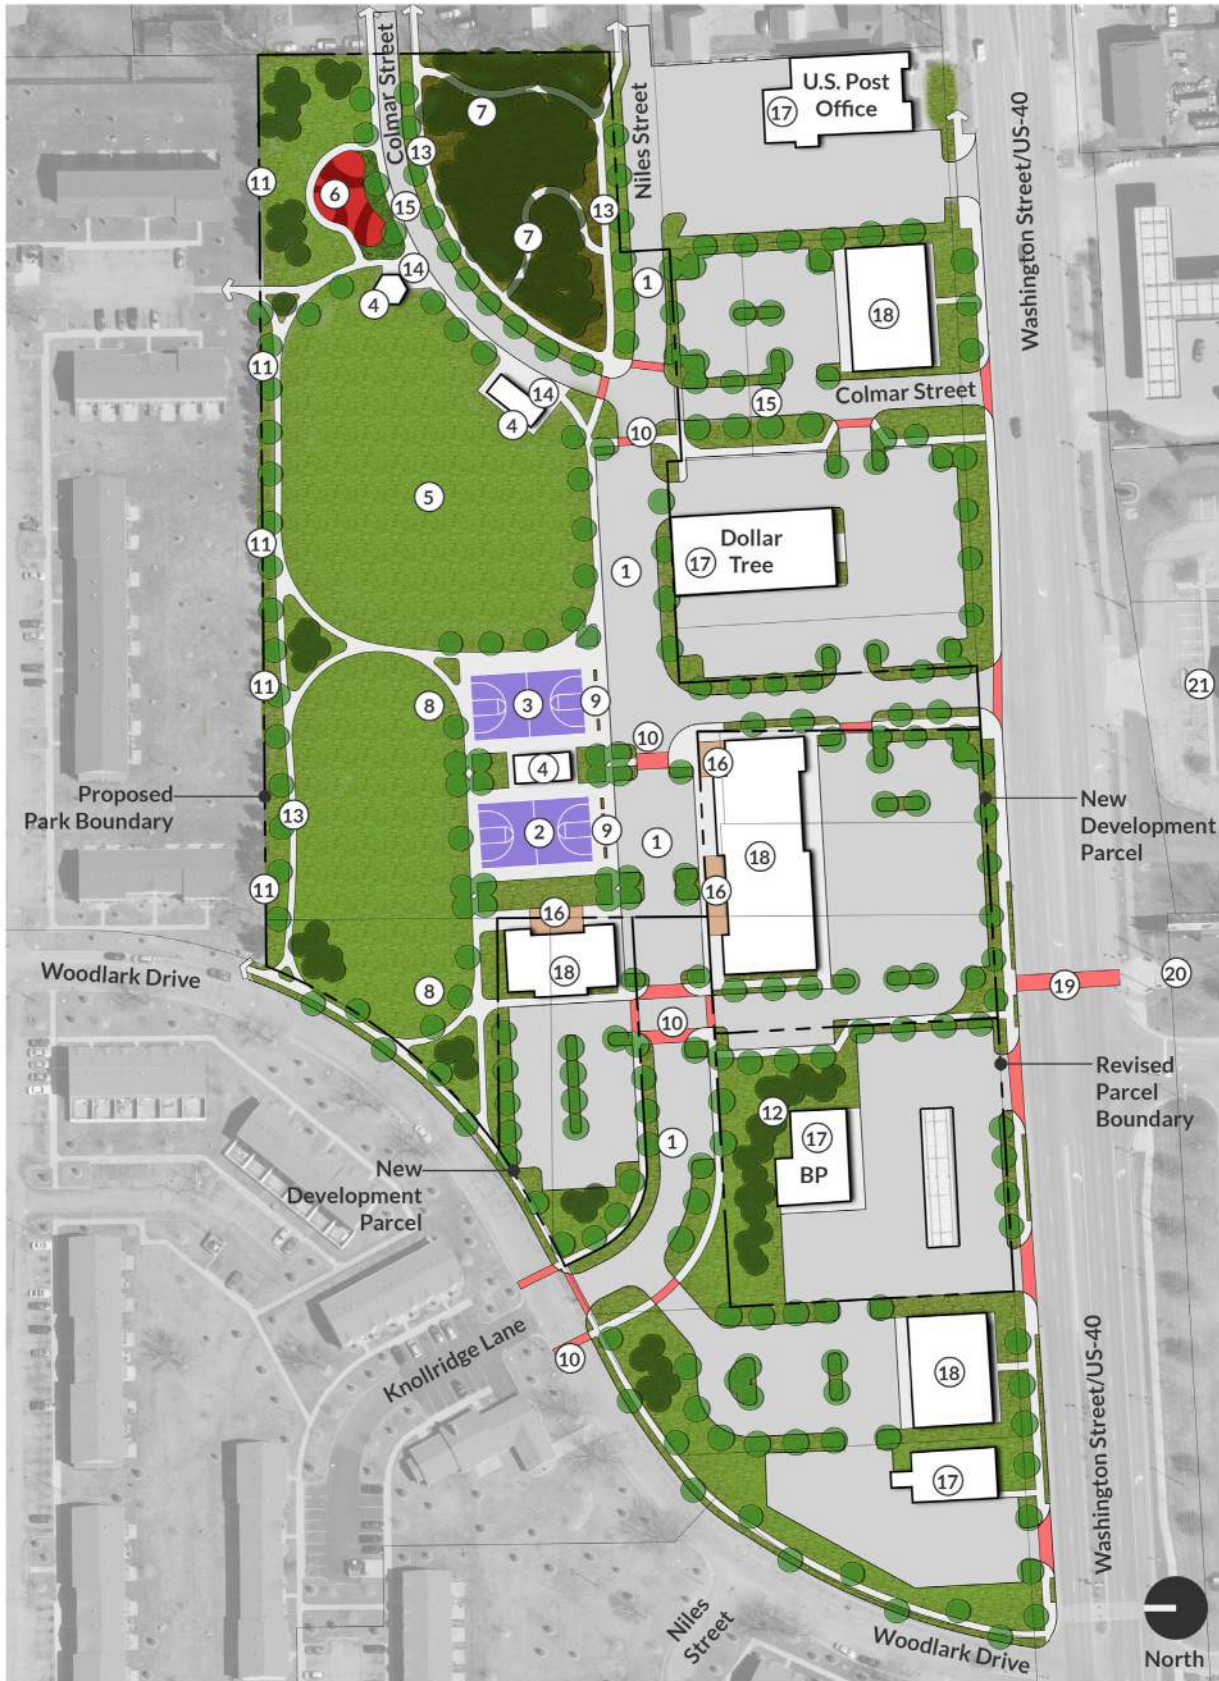 Colmar Street
7
U.S. Post
Office
17
13
11
6
15
7
13
Niles Street
Washington Street/US-40
14
4
1
18
11
Colmar Street
15
14
4
10
5
11
Dollar
Tree
17
1
11
8
3
9
21
10
16
4
Proposed
Park Boundary
13
2
9
1
18
New
Development
Parcel
11
16
16
Woodlark Drive
18
8
19
20
10
Revised
Parcel
Boundary
12
17
BP
1
New
Development
Parcel
Knollridge Lane
10
18
Washington Street/US-40
17
Niles
Street
Woodlark Drive
North